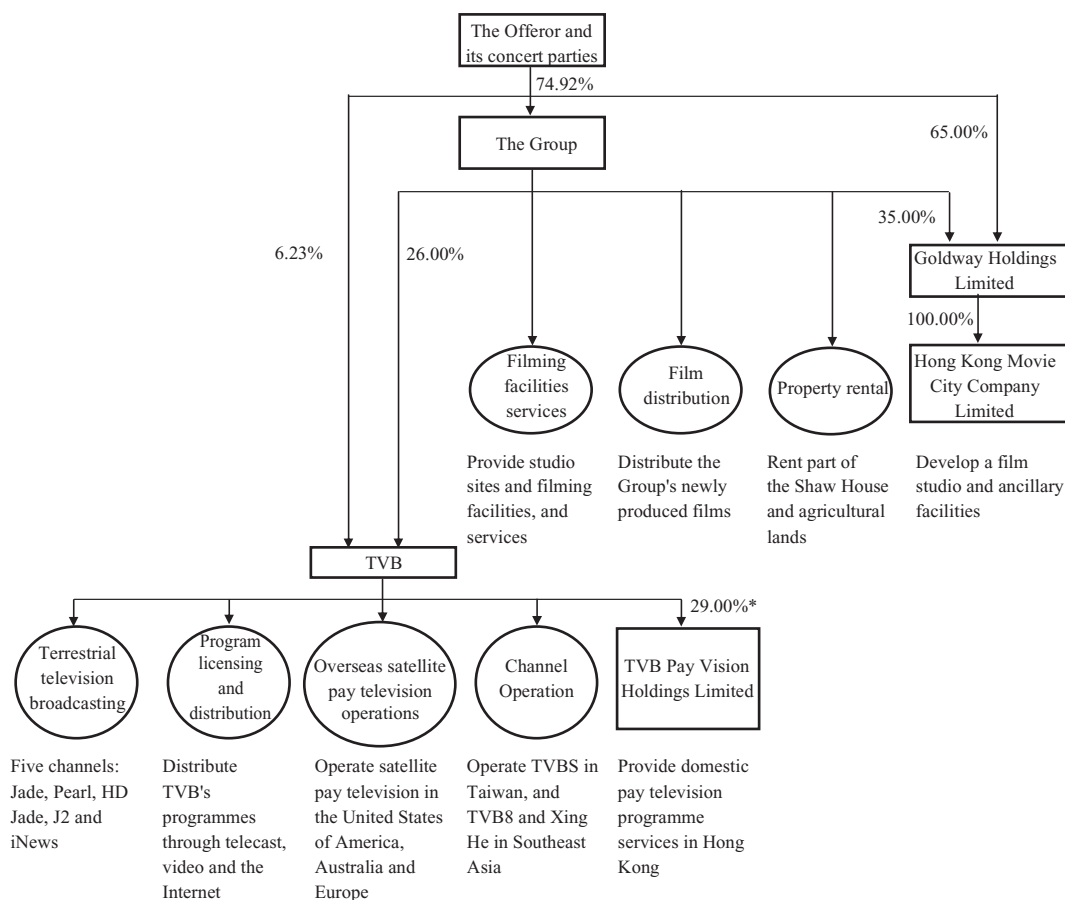 The Offeror and
its concert parties
74.92%
The Group
65.00%
6.23%
26.00%
35.00%
Goldway Holdings
Limited
100.00%
Filming
facilities
services
Film
distribution
Property rental
Hong Kong Movie
City Company
Limited
Provide studio
sites and filming
facilities, and
services
Distribute the
Group's newly
produced films
Rent part of
the Shaw House
and agricultural
lands
Develop a film
studio and ancillary
facilities
TVB
29.00%*
Terrestrial
television
broadcasting
Program
licensing
and
distribution
Overseas satellite
pay television
operations
Channel
Operation
TVB Pay Vision
Holdings Limited
Five channels:
Jade, Pearl, HD
Jade, J2 and
iNews
Distribute
TVB's
programmes
through telecast,
video and the
Internet
Operate satellite
pay television in
the United States
of America,
Australia and
Europe
Operate TVBS in
Taiwan, and
TVB8 and Xing
He in Southeast
Asia
Provide domestic
pay television
programme
services in Hong
Kong